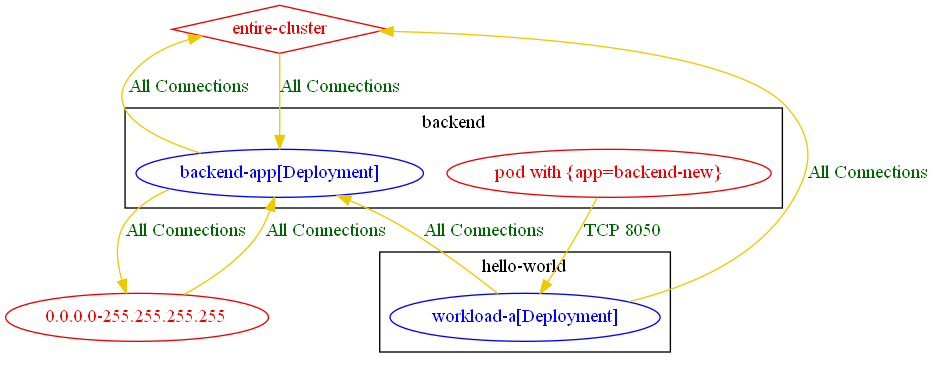 entire-cluster
All Connections
All Connections
backend
backend-app[Deployment]
pod with {app=backend-new}
All Connections
All Connections
All Connections
All Connections
TCP 8050
hello-world
0.0.0.0-255.255.255.255
workload-a[Deployment]